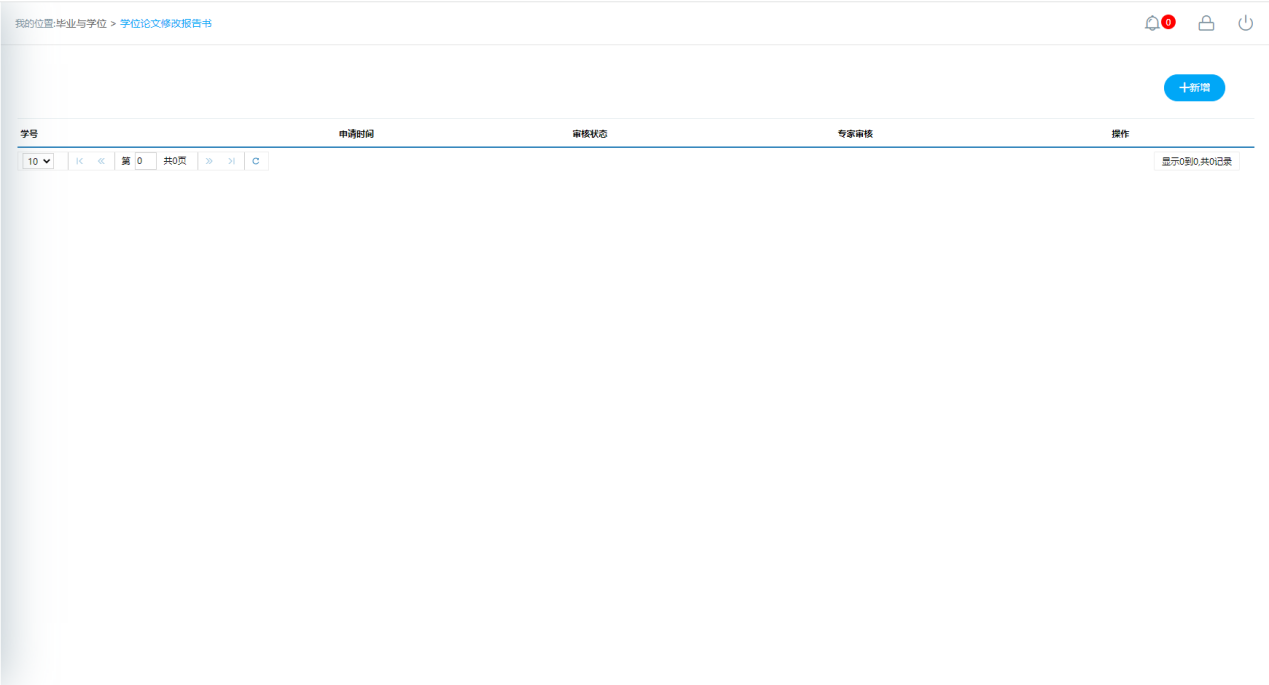 我的位置:毕业与学位 > 学位论文修改报告书
0
+新增
学号 申请时间 审核状态 专家审核 操作
10 第 0 共0页 显示0到0,共0记录